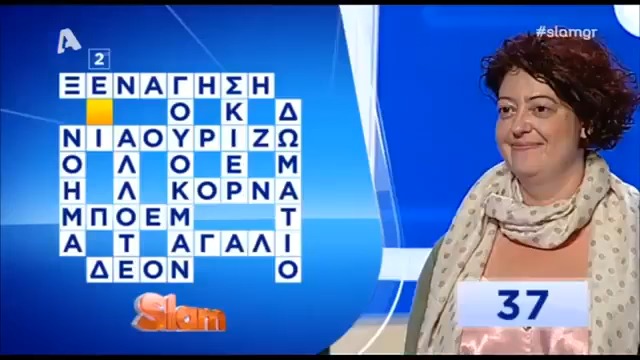 A
#slamgr
2
ΞΕΝΑΓΗΣΗ
Ο Κ Δ
ΝΙΑΟΥΡΙΖΩ
Ο Λ Ο Ε Μ
Η Λ ΚΟΡΝΑ
ΜΠΟΕΜ Τ
Α Τ ΑΓΑΛΙ
ΔΕΟΝ Ο
Slam
37